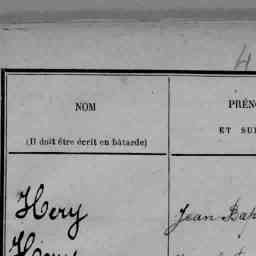 4
NOM
PRÉN
ET SU
(Il doit être écrit en bâtarde)
Hery
Jean Bap